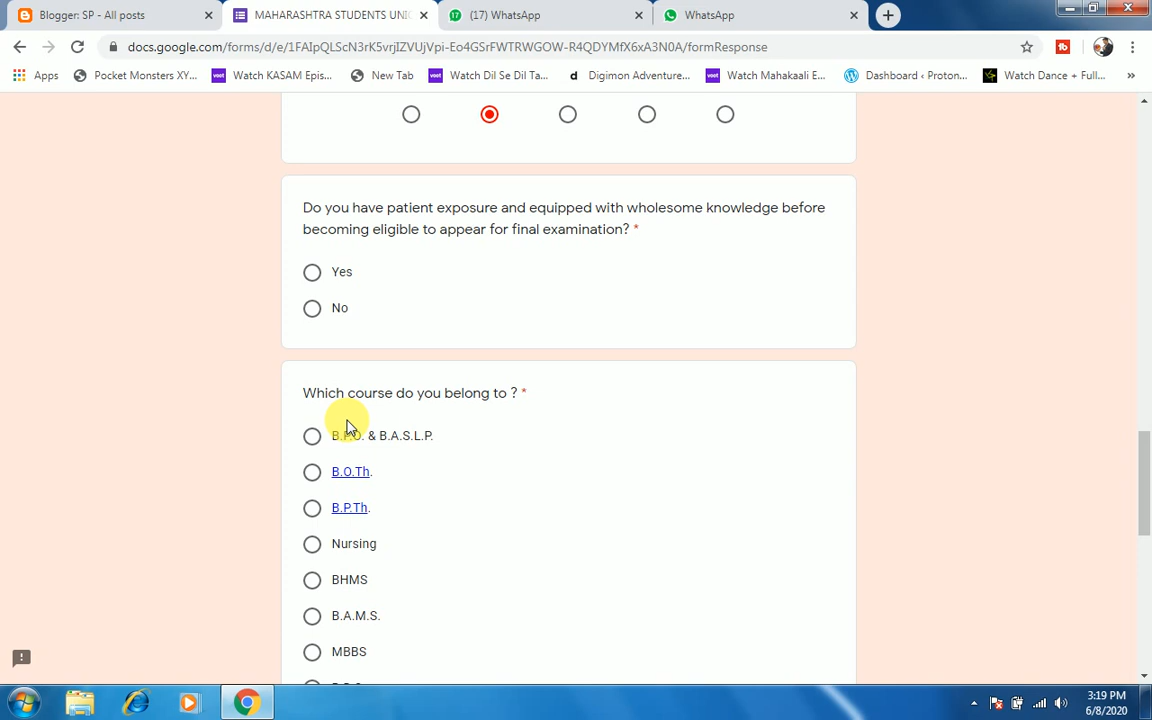 Blogger: SP - All posts
MAHARASHTRA STUDENTS UNI
(17) WhatsApp
WhatsApp
docs.google.com/forms/d/e/1FAIpQLScN3rK5vrjIZVUjVpi-Eo4GSrFWTRWGOW-R4QDYMfX6xA3N0A/formResponse
Apps
Pocket Monsters XY...
voot
Watch KASAM Epis...
New Tab
voot
Watch Dil Se Dil Ta...
d
Digimon Adventure...
voot
Watch Mahakaali E...
Dashboard ‹ Proton...
Watch Dance + Full...
»
Do you have patient exposure and equipped with wholesome knowledge before
becoming eligible to appear for final examination? *
Yes
No
Which course do you belong to ? *
B.P.O. & B.A.S.L.P.
B.O.Th.
B.P.Th.
Nursing
BHMS
B.A.M.S.
MBBS
3:19 PM
6/8/2020